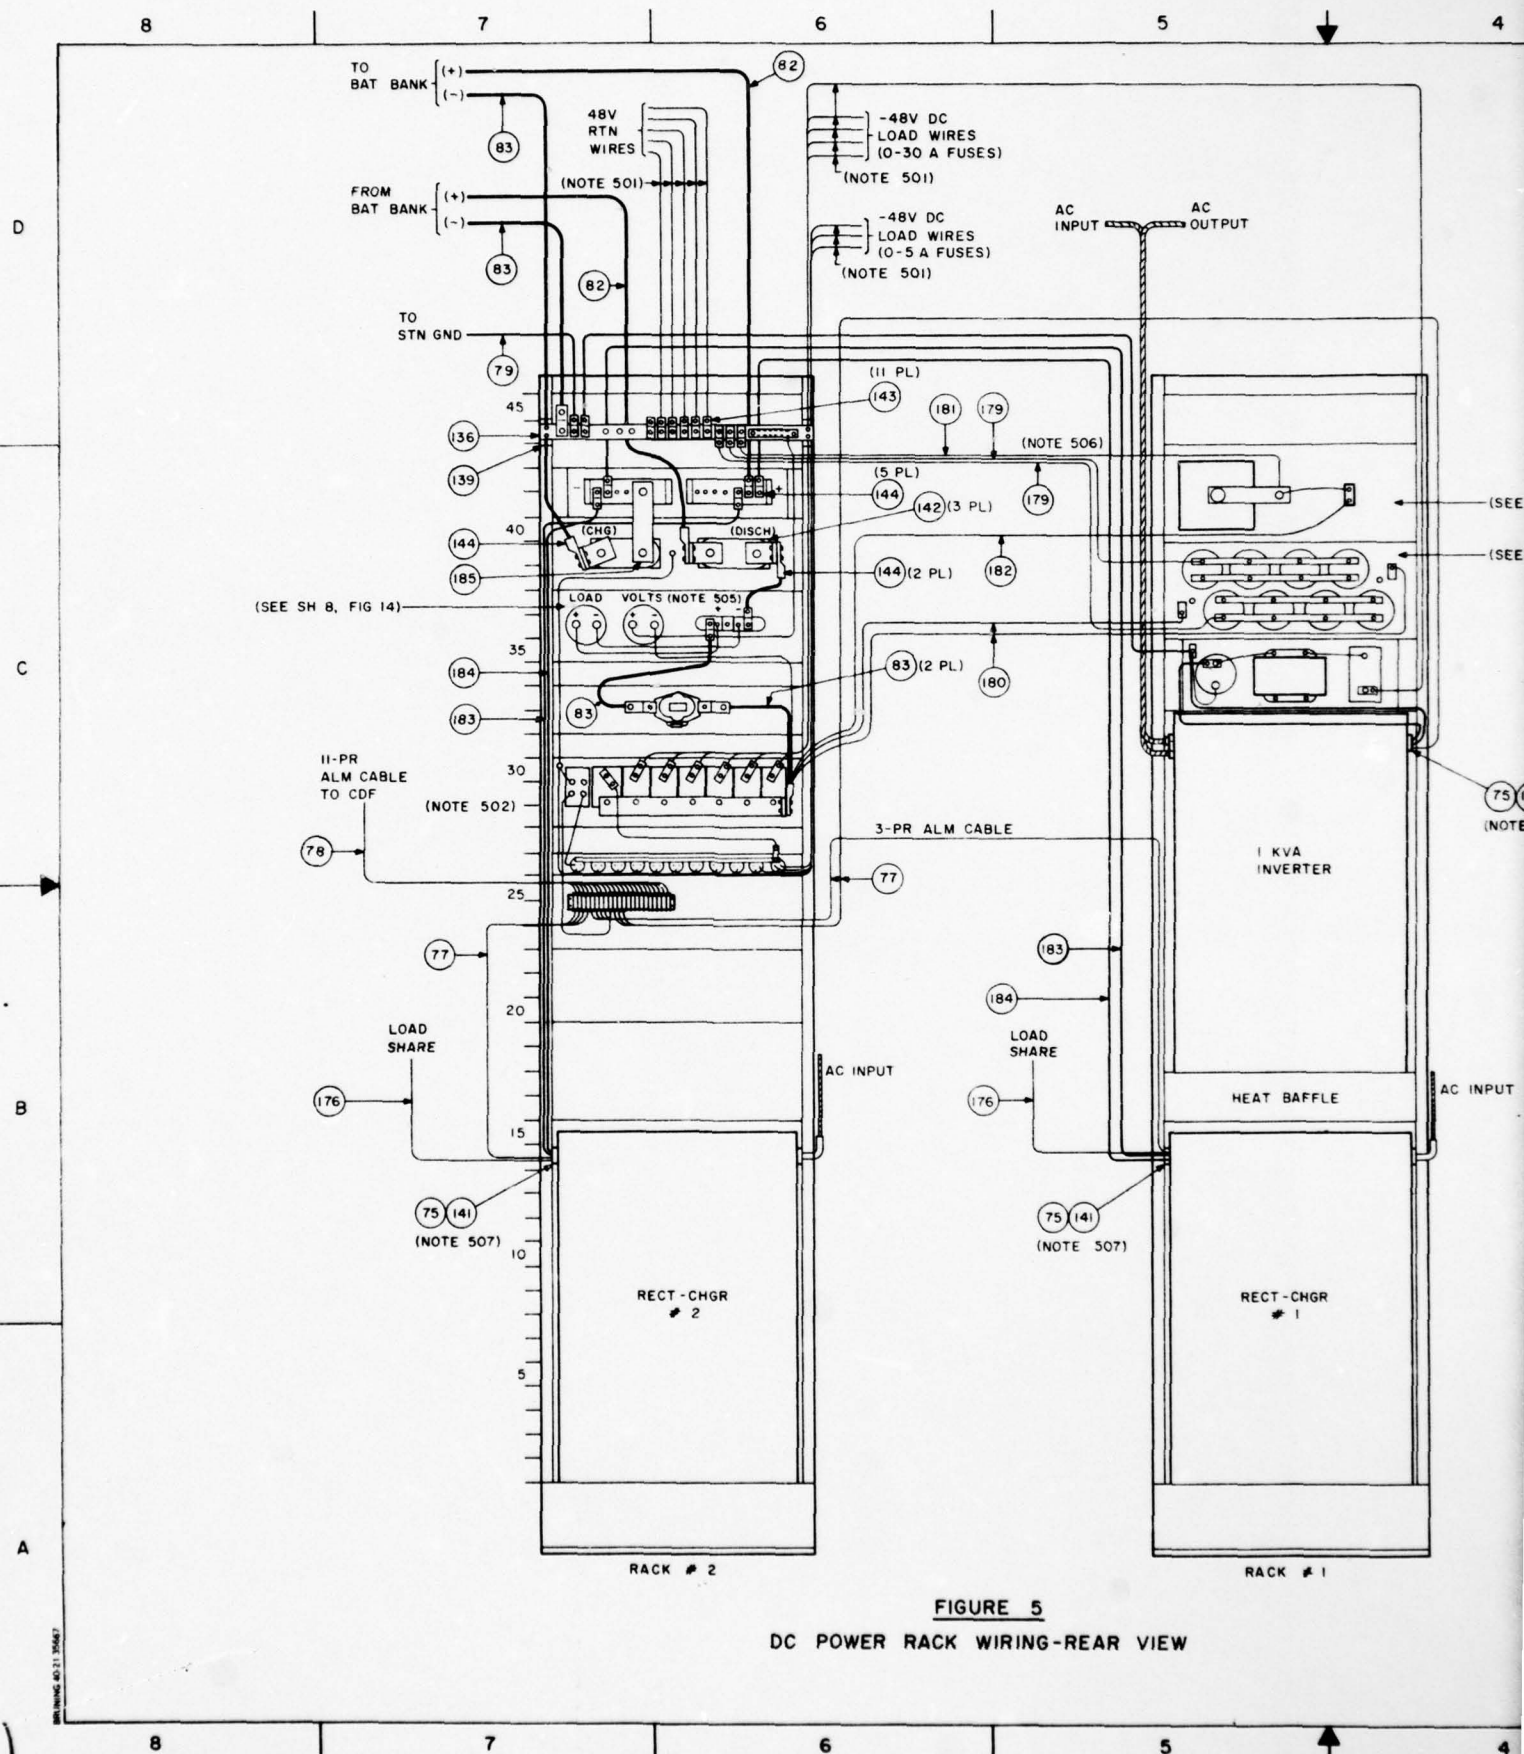 8 7 6 5 4
TO
BAT BANK
(+)
(-)
82
83
48V
RTN
WIRES
(NOTE 501)
-48V DC
LOAD WIRES
(0-30 A FUSES)
(NOTE 501)
FROM
BAT BANK
(+)
(-)
83
82
-48V DC
LOAD WIRES
(0-5 A FUSES)
(NOTE 501)
AC
INPUT
AC
OUTPUT
D
TO
STN GND
79
(11 PL)
143
181
179
(NOTE 506)
45
136
139
(5 PL)
144
179
142 (3 PL)
(SEE
40
(CHG)
(DISCH)
144
185
144 (2 PL)
182
(SEE
(SEE SH 8, FIG 14)
LOAD
VOLTS (NOTE 505)
+ - + - + -
- +
35
C
184
83 (2 PL)
180
183
83
11-PR
ALM CABLE
TO CDF
30
(NOTE 502)
75
(NOTE
78
3-PR ALM CABLE
1 KVA
INVERTER
77
25
77
183
184
20
LOAD
SHARE
LOAD
SHARE
AC INPUT
AC INPUT
176
176
HEAT BAFFLE
B
15
75 141
(NOTE 507)
75 141
(NOTE 507)
10
RECT-CHGR
# 2
RECT-CHGR
# 1
5
A
RACK # 2
RACK # 1
FIGURE 5
DC POWER RACK WIRING-REAR VIEW
BRUNING 40-21 35667
8 7 6 5 4